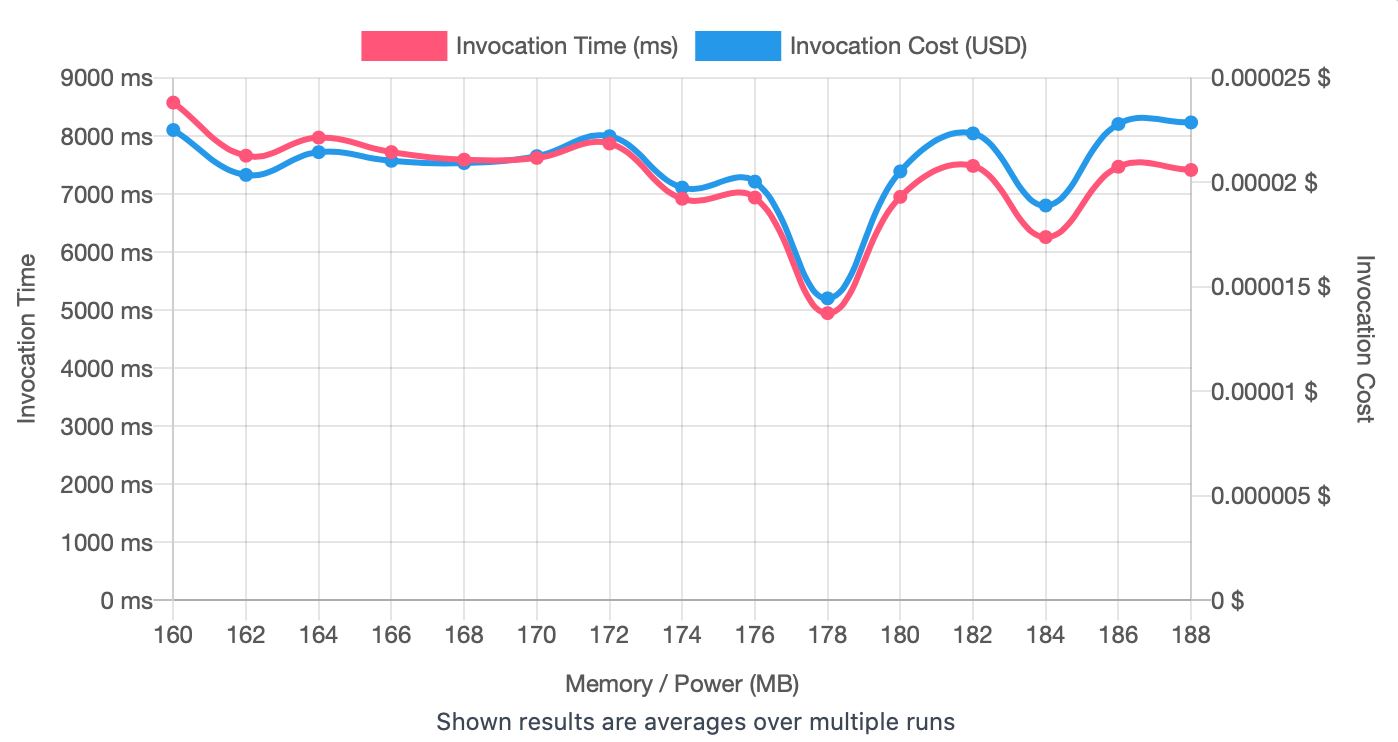 Invocation Time (ms) Invocation Cost (USD)
9000 ms
8000 ms
7000 ms
6000 ms
5000 ms
4000 ms
3000 ms
2000 ms
1000 ms
0 ms
Invocation Time
0.000025 $
0.00002 $
0.000015 $
0.00001 $
0.000005 $
0 $
Invocation Cost
160 162 164 166 168 170 172 174 176 178 180 182 184 186 188
Memory / Power (MB)
Shown results are averages over multiple runs